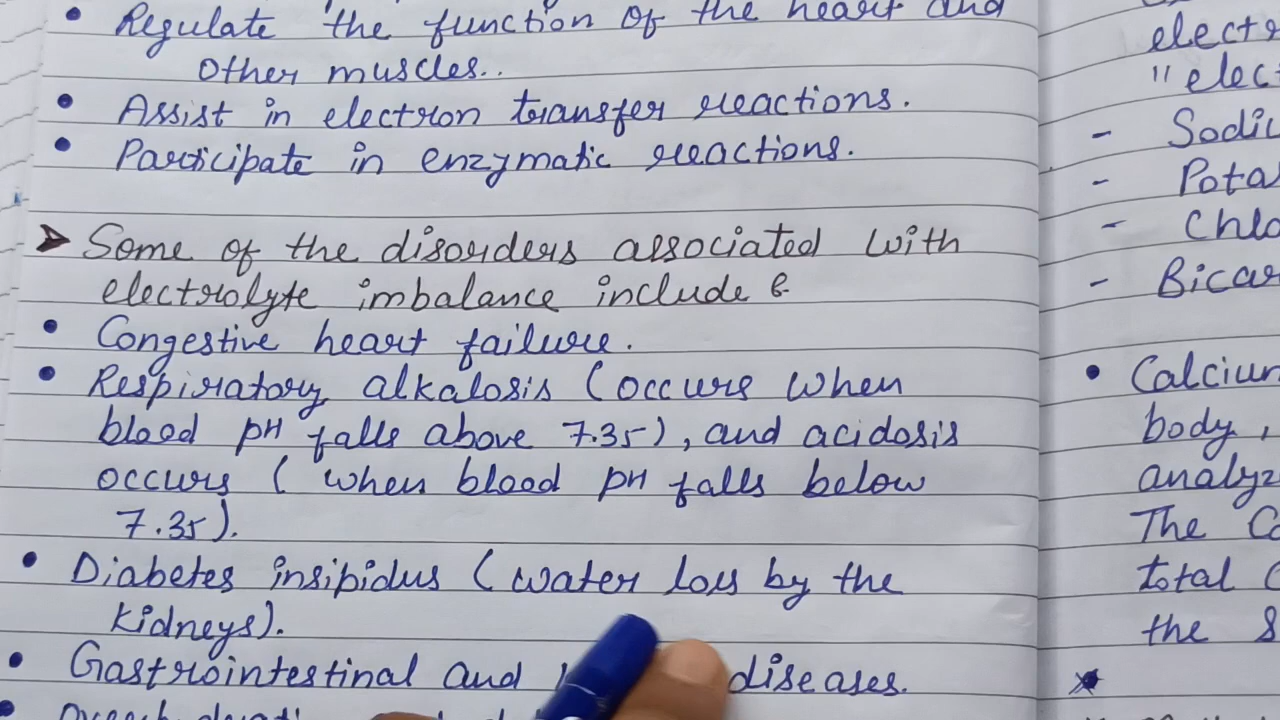 • Regulate the function of the heart and
other muscles..
• Assist in electron transfer reactions.
• Participate in enzymatic reactions.
➤ Some of the disorders associated with
electrolyte imbalance include :
• Congestive heart failure.
• Respiratory alkalosis (occurs when
blood pH falls above 7.35), and acidosis
occurs ( when blood pH falls below
7.35).
• Diabetes insipidus (water loss by the
kidneys).
• Gastrointestinal and diseases.
electr
"elec
- Sodi
- Pota
- Chlo
- Bicar
• Calcium
body,
analyz
The Co
total
the S